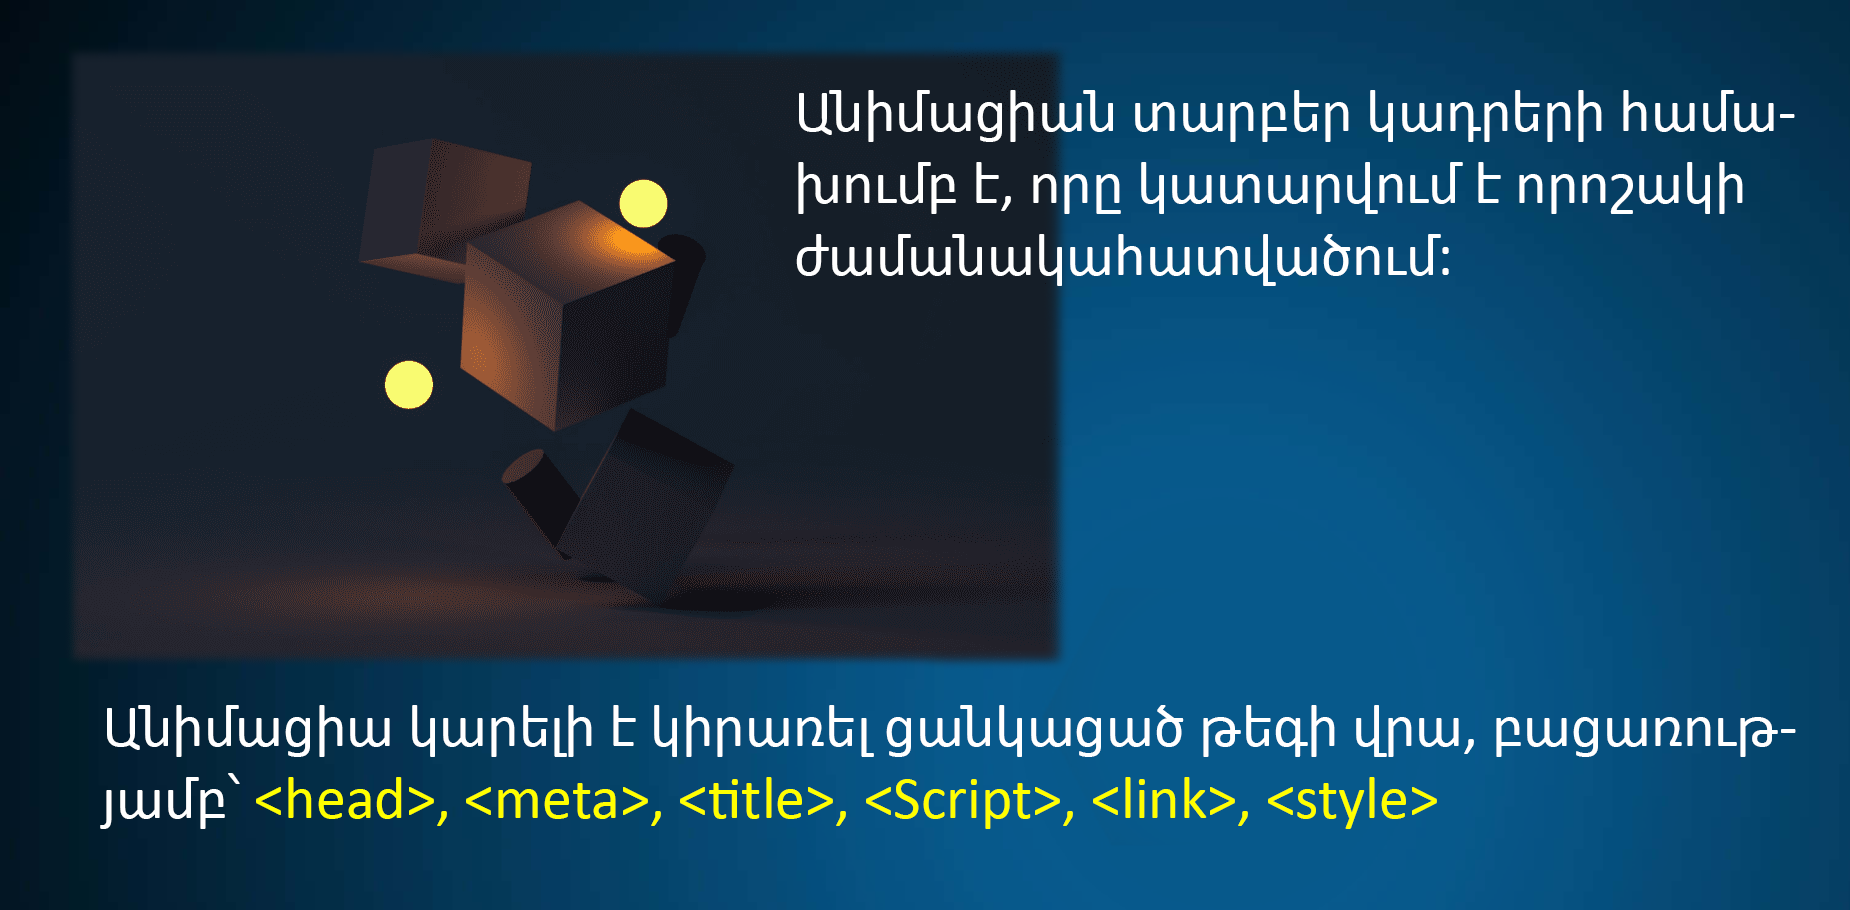 Անիմացիան տարբեր կադրերի համա-
խումբ է, որը կատարվում է որոշակի
ժամանակահատվածում:
Անիմացիա կարելի է կիրառել ցանկացած թեգի վրա, բացառութ-
յամբ՝ <head>, <meta>, <title>, <Script>, <link>, <style>